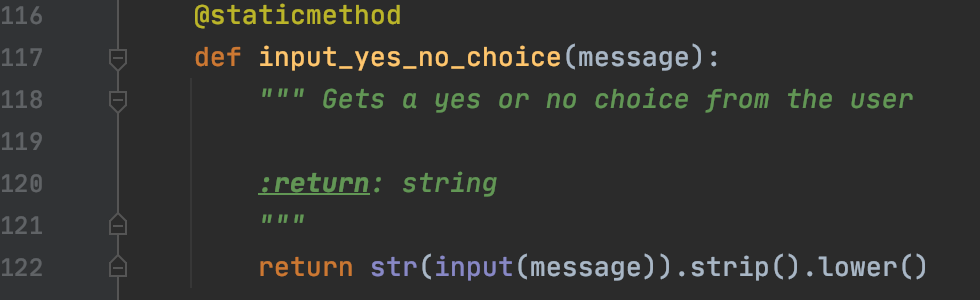 116 @staticmethod
117 def input_yes_no_choice(message):
118 """ Gets a yes or no choice from the user
119
120 :return: string
121 """
122 return str(input(message)).strip().lower()